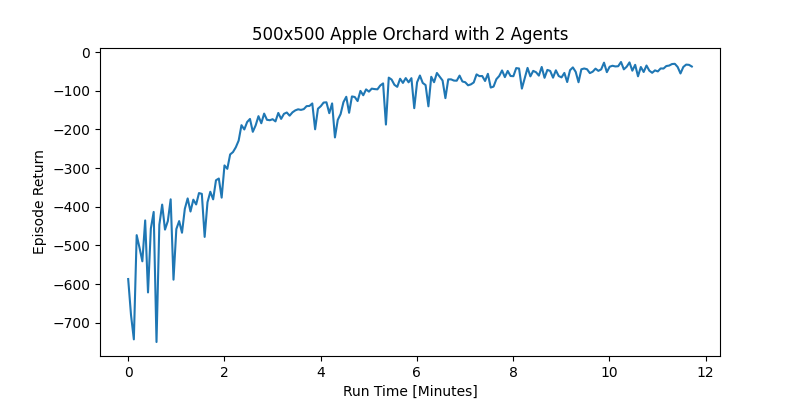 500x500 Apple Orchard with 2 Agents
0
−100
−200
−300
−400
−500
−600
−700
Episode Return
0 2 4 6 8 10 12
Run Time [Minutes]